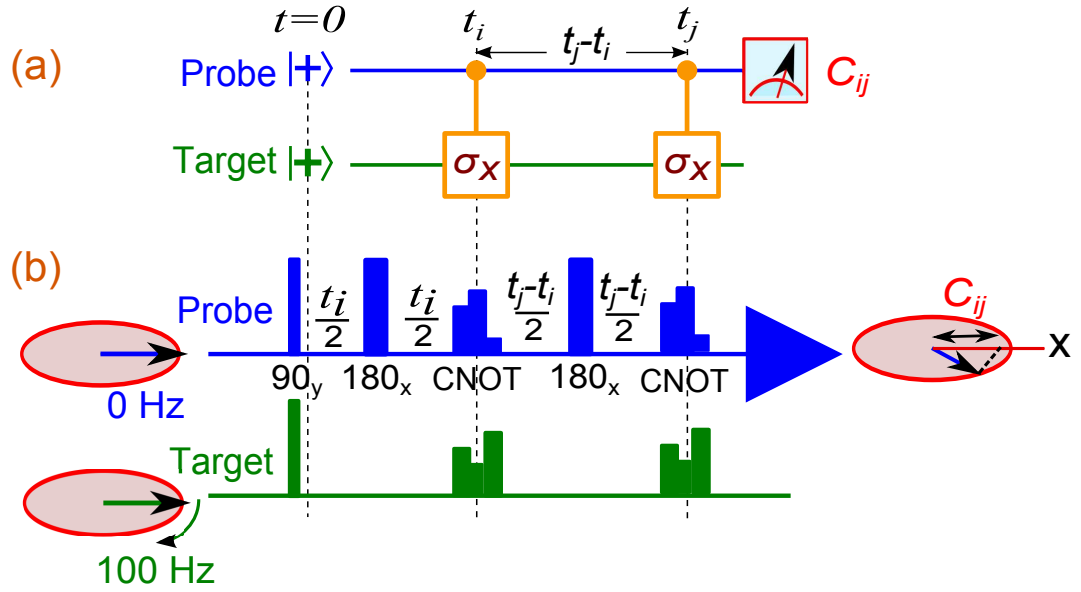 t=0 t_i t_j
(a) Probe |+⟩ t_j-t_i C_ij
Target |+⟩ σ_x σ_x
(b) Probe t_i/2 t_i/2 t_j-t_i/2 t_j-t_i/2 C_ij
x
0 Hz 90_y 180_x CNOT 180_x CNOT
Target
100 Hz